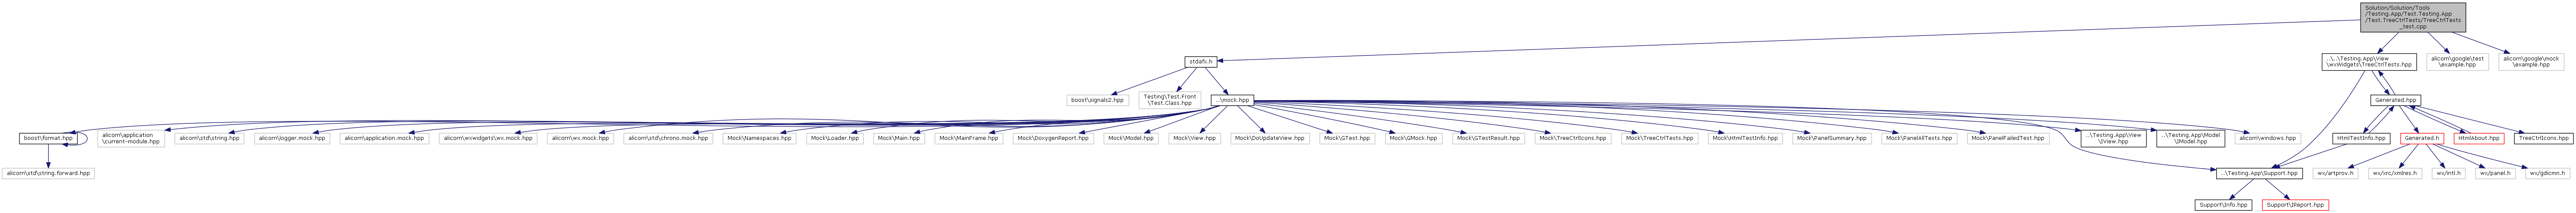 Solution/Solution/Tools
/Testing.App/Test.Testing.App
/Test.TreeCtrlTests/TreeCtrlTests
_test.cpp
stdafx.h
..\..\Testing.App\View
\wxWidgets\TreeCtrlTests.hpp
alicorn\google\test
\example.hpp
alicorn\google\mock
\example.hpp
boost\signals2.hpp
Testing\Test.Front
\Test.Class.hpp
..\mock.hpp
Generated.hpp
boost\format.hpp
alicorn\application
\current-module.hpp
alicorn\std\string.hpp
alicorn\logger.mock.hpp
alicorn\application.mock.hpp
alicorn\wxwidgets\wx.mock.hpp
alicorn\wx.mock.hpp
alicorn\std\chrono.mock.hpp
Mock\Namespaces.hpp
Mock\Loader.hpp
Mock\Main.hpp
Mock\MainFrame.hpp
Mock\DoxygenReport.hpp
Mock\Model.hpp
Mock\View.hpp
Mock\DoUpdateView.hpp
Mock\GTest.hpp
Mock\GMock.hpp
Mock\GTestResult.hpp
Mock\TreeCtrlIcons.hpp
Mock\TreeCtrlTests.hpp
Mock\HtmlTestInfo.hpp
Mock\PanelSummary.hpp
Mock\PanelAllTests.hpp
Mock\PanelFailedTest.hpp
..\Testing.App\View
\IView.hpp
..\Testing.App\Model
\IModel.hpp
alicorn\windows.hpp
HtmlTestInfo.hpp
Generated.h
HtmlAbout.hpp
TreeCtrlIcons.hpp
alicorn\std\string.forward.hpp
..\Testing.App\Support.hpp
wx/artprov.h
wx/xrc/xmlres.h
wx/intl.h
wx/panel.h
wx/gdicmn.h
Support\Info.hpp
Support\IReport.hpp